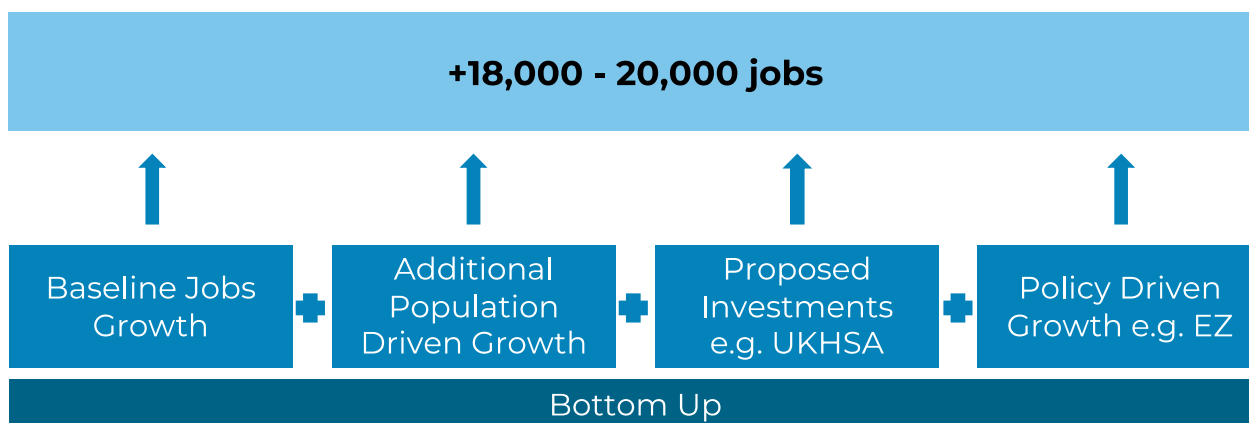 +18,000 - 20,000 jobs
Baseline Jobs
Growth
Additional
Population
Driven Growth
Proposed
Investments
e.g. UKHSA
Policy Driven
Growth e.g. EZ
Bottom Up